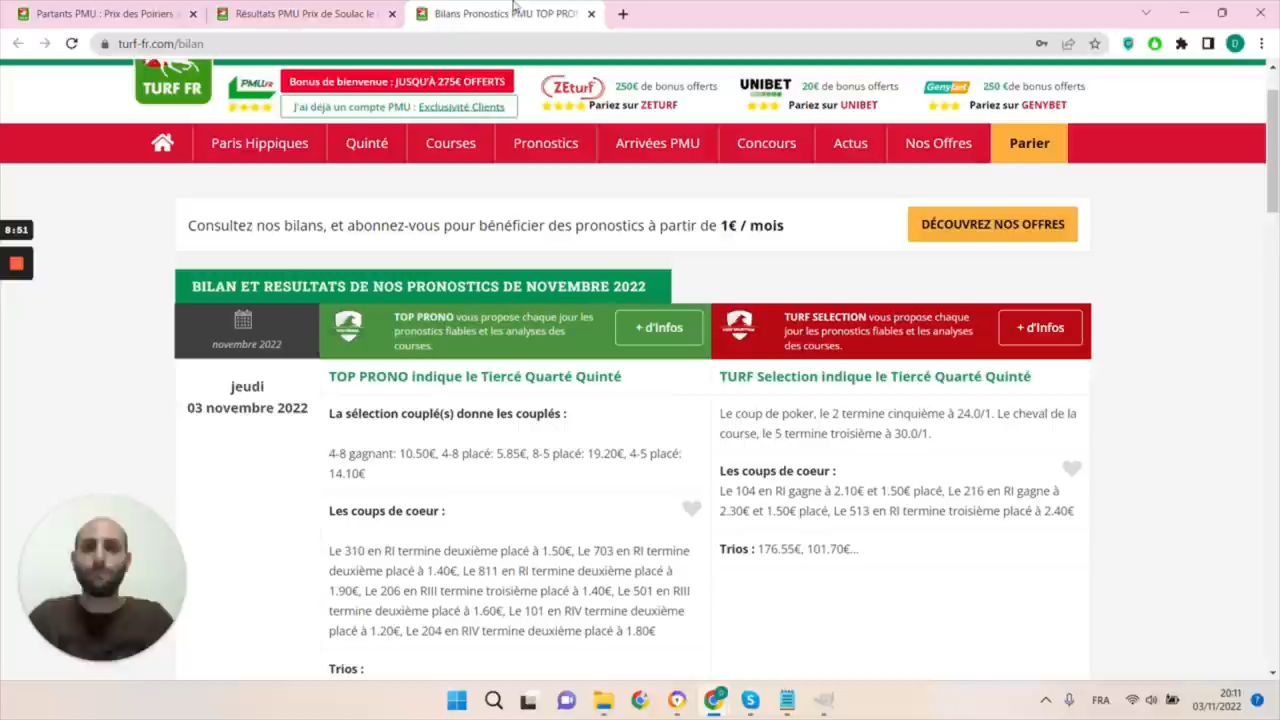 Partants PMU : Prix des Poiriers
Résultats PMU Prix de Soulac le
Bilans Pronostics PMU TOP PRO
turf-fr.com/bilan
TURF FR
PMU.fr
Bonus de bienvenue : JUSQU'À 275€ OFFERTS
J'ai déjà un compte PMU : Exclusivité Clients
ZEturf
250€ de bonus offerts
Pariez sur ZETURF
UNIBET
20€ de bonus offerts
Pariez sur UNIBET
Genybet
250 €de bonus offerts
Pariez sur GENYBET
Paris Hippiques
Quinté
Courses
Pronostics
Arrivées PMU
Concours
Actus
Nos Offres
Parier
8:51
Consultez nos bilans, et abonnez-vous pour bénéficier des pronostics à partir de 1€ / mois
DÉCOUVREZ NOS OFFRES
BILAN ET RESULTATS DE NOS PRONOSTICS DE NOVEMBRE 2022
novembre 2022
TOP PRONO vous propose chaque jour les
pronostics fiables et les analyses des
courses.
+ d'Infos
TURF SELECTION vous propose chaque
jour les pronostics fiables et les analyses
des courses.
+ d'Infos
jeudi
03 novembre 2022
TOP PRONO indique le Tiercé Quarté Quinté
La sélection couplé(s) donne les couplés :
4-8 gagnant: 10.50€, 4-8 placé: 5.85€, 8-5 placé: 19.20€, 4-5 placé:
14.10€
Les coups de coeur :
Le 310 en RI termine deuxième placé à 1.50€, Le 703 en RI termine
deuxième placé à 1.40€, Le 811 en RI termine deuxième placé à
1.90€, Le 206 en RIII termine troisième placé à 1.40€, Le 501 en RIII
termine deuxième placé à 1.60€, Le 101 en RIV termine deuxième
placé à 1.20€, Le 204 en RIV termine deuxième placé à 1.80€
Trios :
TURF Selection indique le Tiercé Quarté Quinté
Le coup de poker, le 2 termine cinquième à 24.0/1. Le cheval de la
course, le 5 termine troisième à 30.0/1.
Les coups de coeur :
Le 104 en RI gagne à 2.10€ et 1.50€ placé, Le 216 en RI gagne à
2.30€ et 1.50€ placé, Le 513 en RI termine troisième placé à 2.40€
Trios : 176.55€, 101.70€...
FRA
20:11
03/11/2022